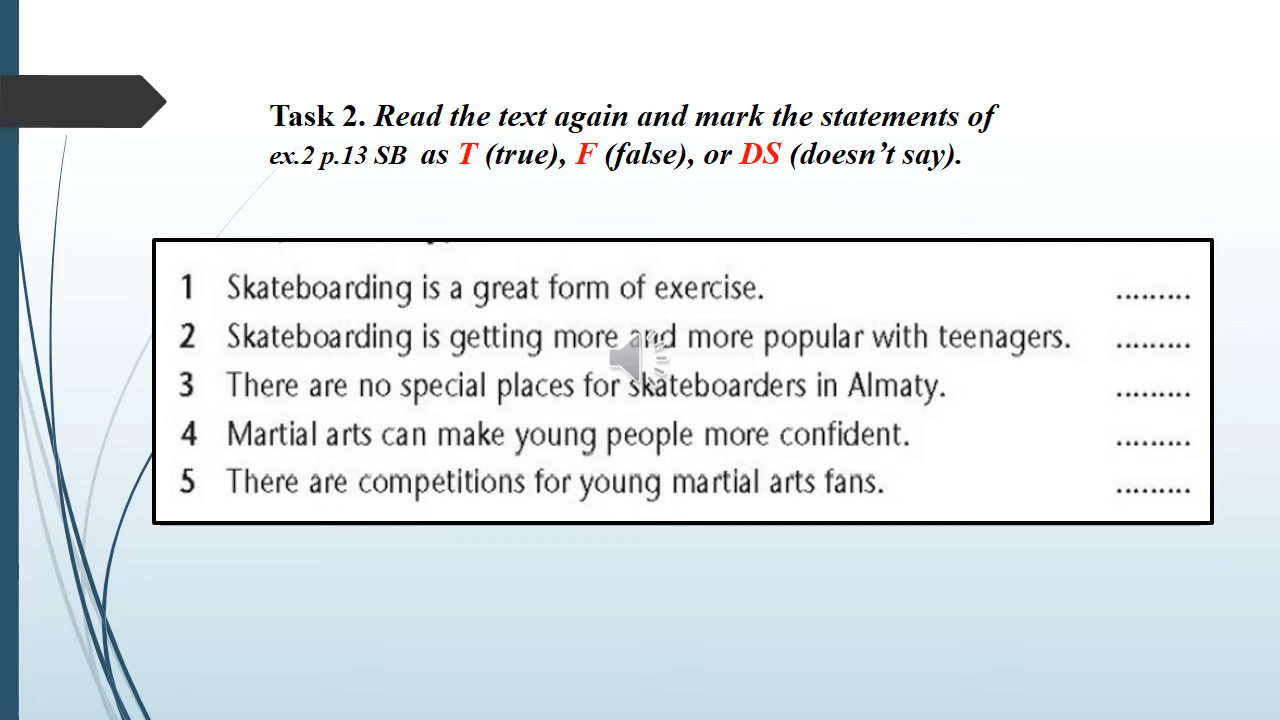 Task 2. Read the text again and mark the statements of
ex.2 p.13 SB as T (true), F (false), or DS (doesn’t say).
1 Skateboarding is a great form of exercise. .........
2 Skateboarding is getting more and more popular with teenagers. .........
3 There are no special places for skateboarders in Almaty. .........
4 Martial arts can make young people more confident. .........
5 There are competitions for young martial arts fans. .........